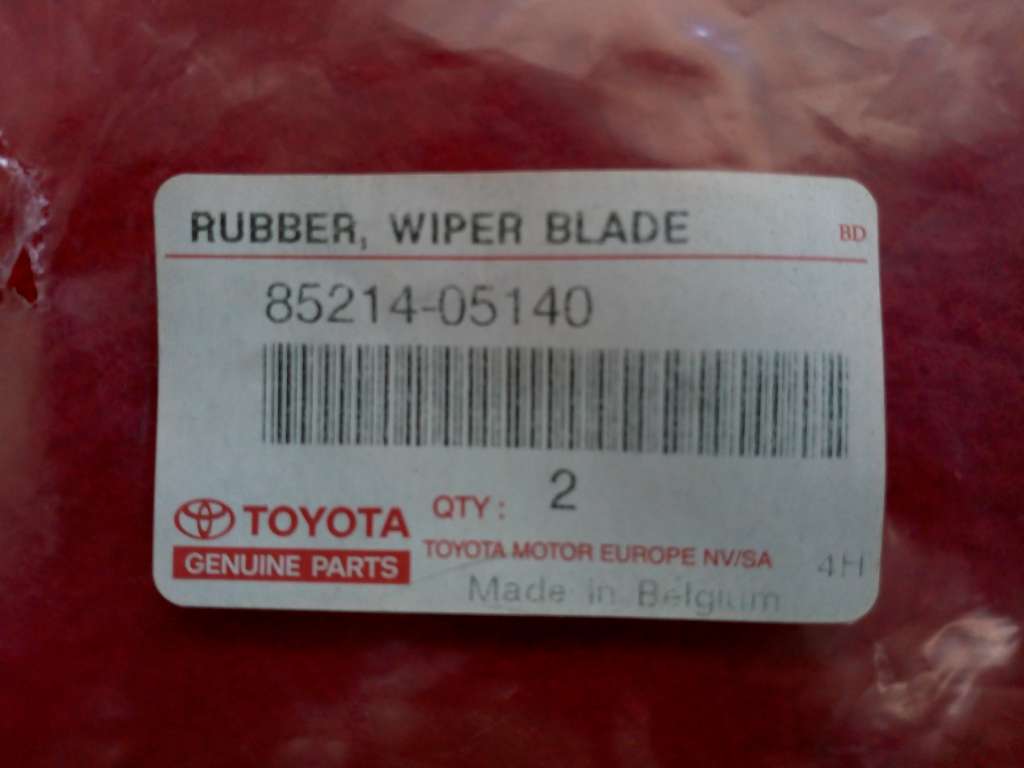 RUBBER, WIPER BLADE BD
85214-05140
QTY : 2
TOYOTA
GENUINE PARTS
TOYOTA MOTOR EUROPE NV/SA
4H
Made in Belgium